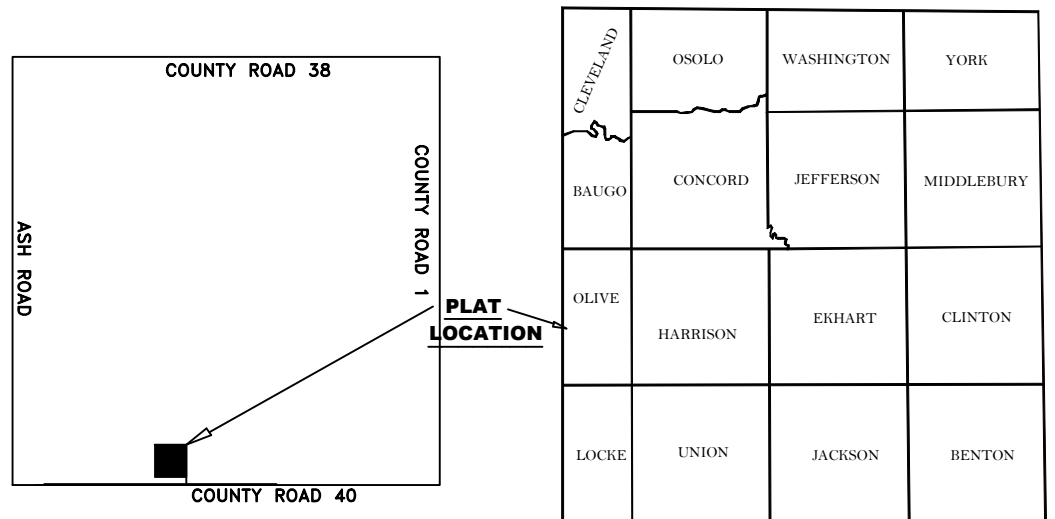 COUNTY ROAD 38
COUNTY ROAD 1
ASH ROAD
COUNTY ROAD 40
PLAT
LOCATION
CLEVELAND
OSOLO
WASHINGTON
YORK
BAUGO
CONCORD
JEFFERSON
MIDDLEBURY
OLIVE
HARRISON
EKHART
CLINTON
LOCKE
UNION
JACKSON
BENTON